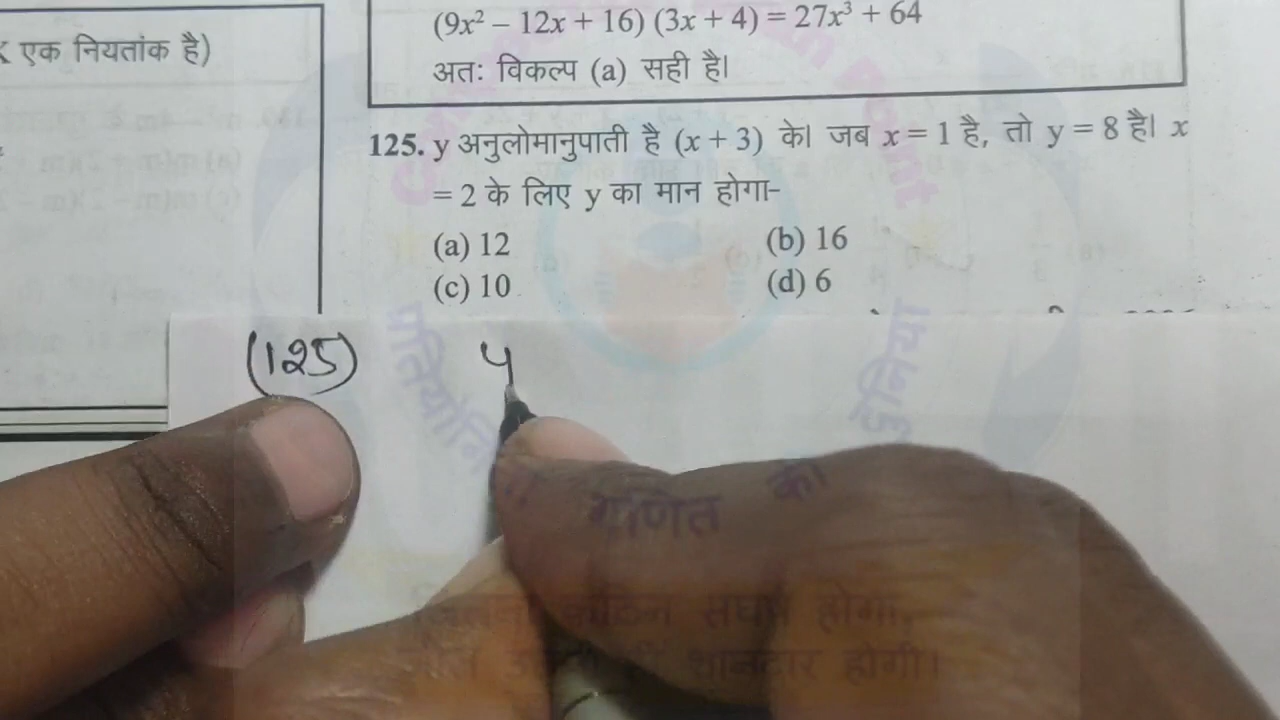 (9x² – 12x + 16) (3x + 4) = 27x³ + 64
एक नियतांक है)
अतः विकल्प (a) सही है।
125. y अनुलोमानुपाती है (x + 3) के। जब x = 1 है, तो y = 8 है। x
= 2 के लिए y का मान होगा-
(a) 12 (b) 16
(c) 10 (d) 6
(125) y
गणित
की
दुनिया